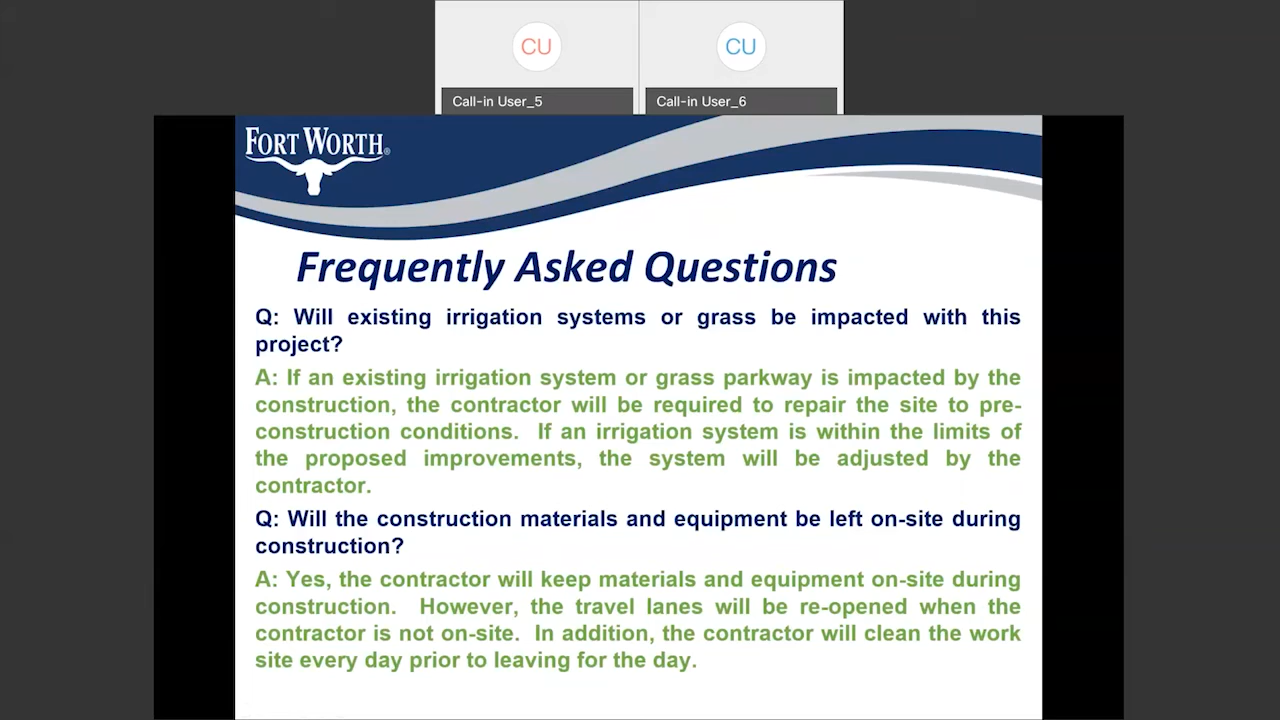 CU
CU
Call-in User_5
Call-in User_6
FORT WORTH®
Frequently Asked Questions
Q: Will existing irrigation systems or grass be impacted with this
project?
A: If an existing irrigation system or grass parkway is impacted by the
construction, the contractor will be required to repair the site to pre-
construction conditions. If an irrigation system is within the limits of
the proposed improvements, the system will be adjusted by the
contractor.
Q: Will the construction materials and equipment be left on-site during
construction?
A: Yes, the contractor will keep materials and equipment on-site during
construction. However, the travel lanes will be re-opened when the
contractor is not on-site. In addition, the contractor will clean the work
site every day prior to leaving for the day.